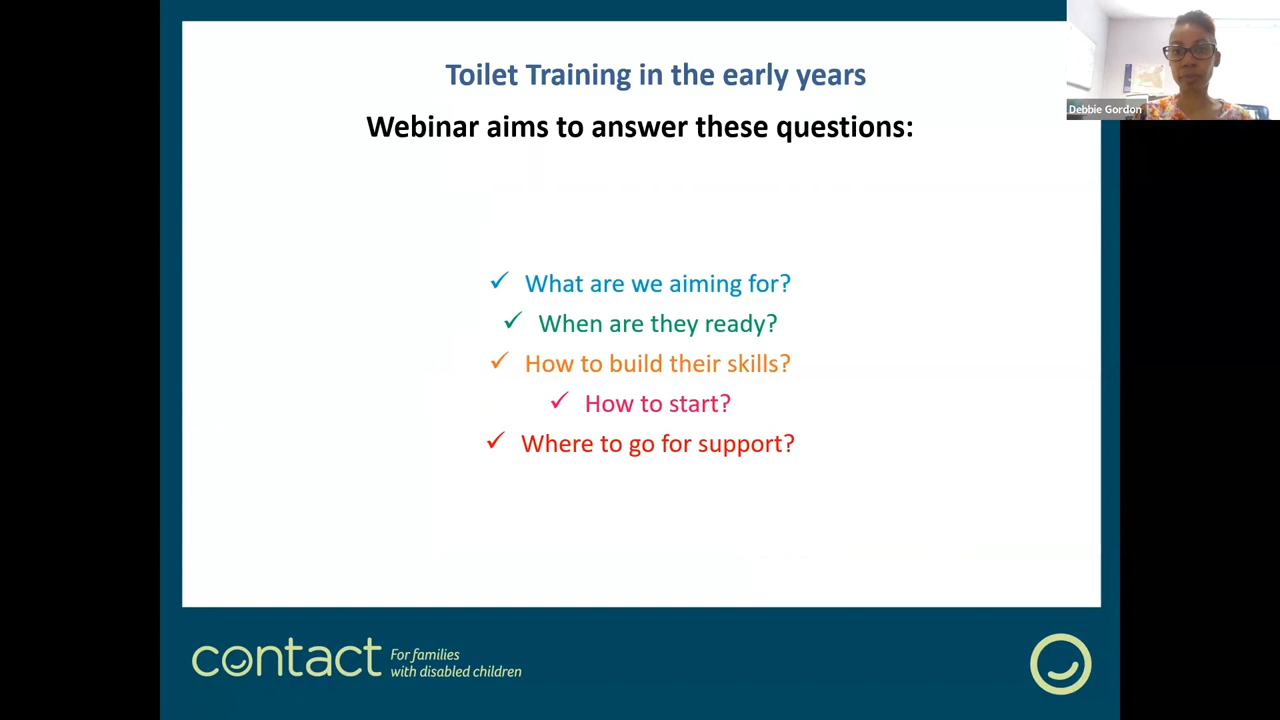 Toilet Training in the early years
Webinar aims to answer these questions:
Debbie Gordon
✓ What are we aiming for?
✓ When are they ready?
✓ How to build their skills?
✓ How to start?
✓ Where to go for support?
contact
For families
with disabled children